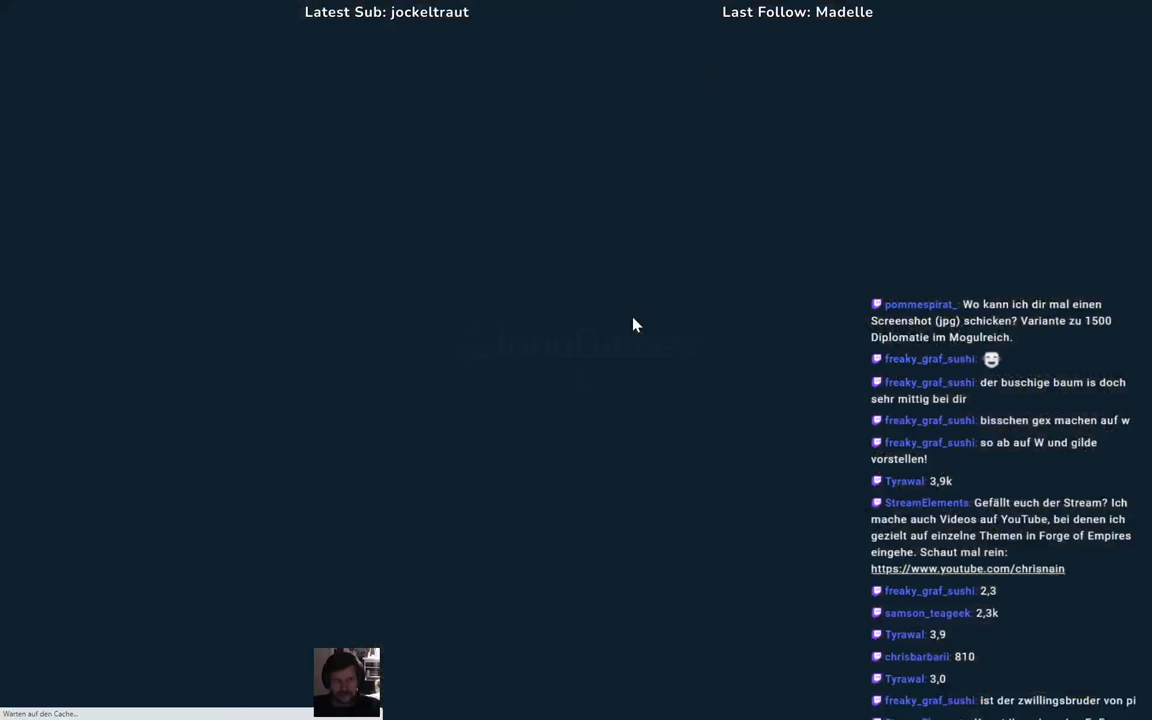 Latest Sub: jockeltraut
Last Follow: Madelle
pommespirat_: Wo kann ich dir mal einen
Screenshot (jpg) schicken? Variante zu 1500
Diplomatie im Mogulreich.
freaky_graf_sushi:
freaky_graf_sushi: der buschige baum is doch
sehr mittig bei dir
freaky_graf_sushi: bisschen gex machen auf w
freaky_graf_sushi: so ab auf W und gilde
vorstellen!
Tyrawal: 3,9k
StreamElements: Gefällt euch der Stream? Ich
mache auch Videos auf YouTube, bei denen ich
gezielt auf einzelne Themen in Forge of Empires
eingehe. Schaut mal rein:
https://www.youtube.com/chrisnain
freaky_graf_sushi: 2,3
samson_teageek: 2,3k
Tyrawal: 3,9
chrisbarbarii: 810
Tyrawal: 3,0
freaky_graf_sushi: ist der zwillingsbruder von pi
Warten auf den Cache...